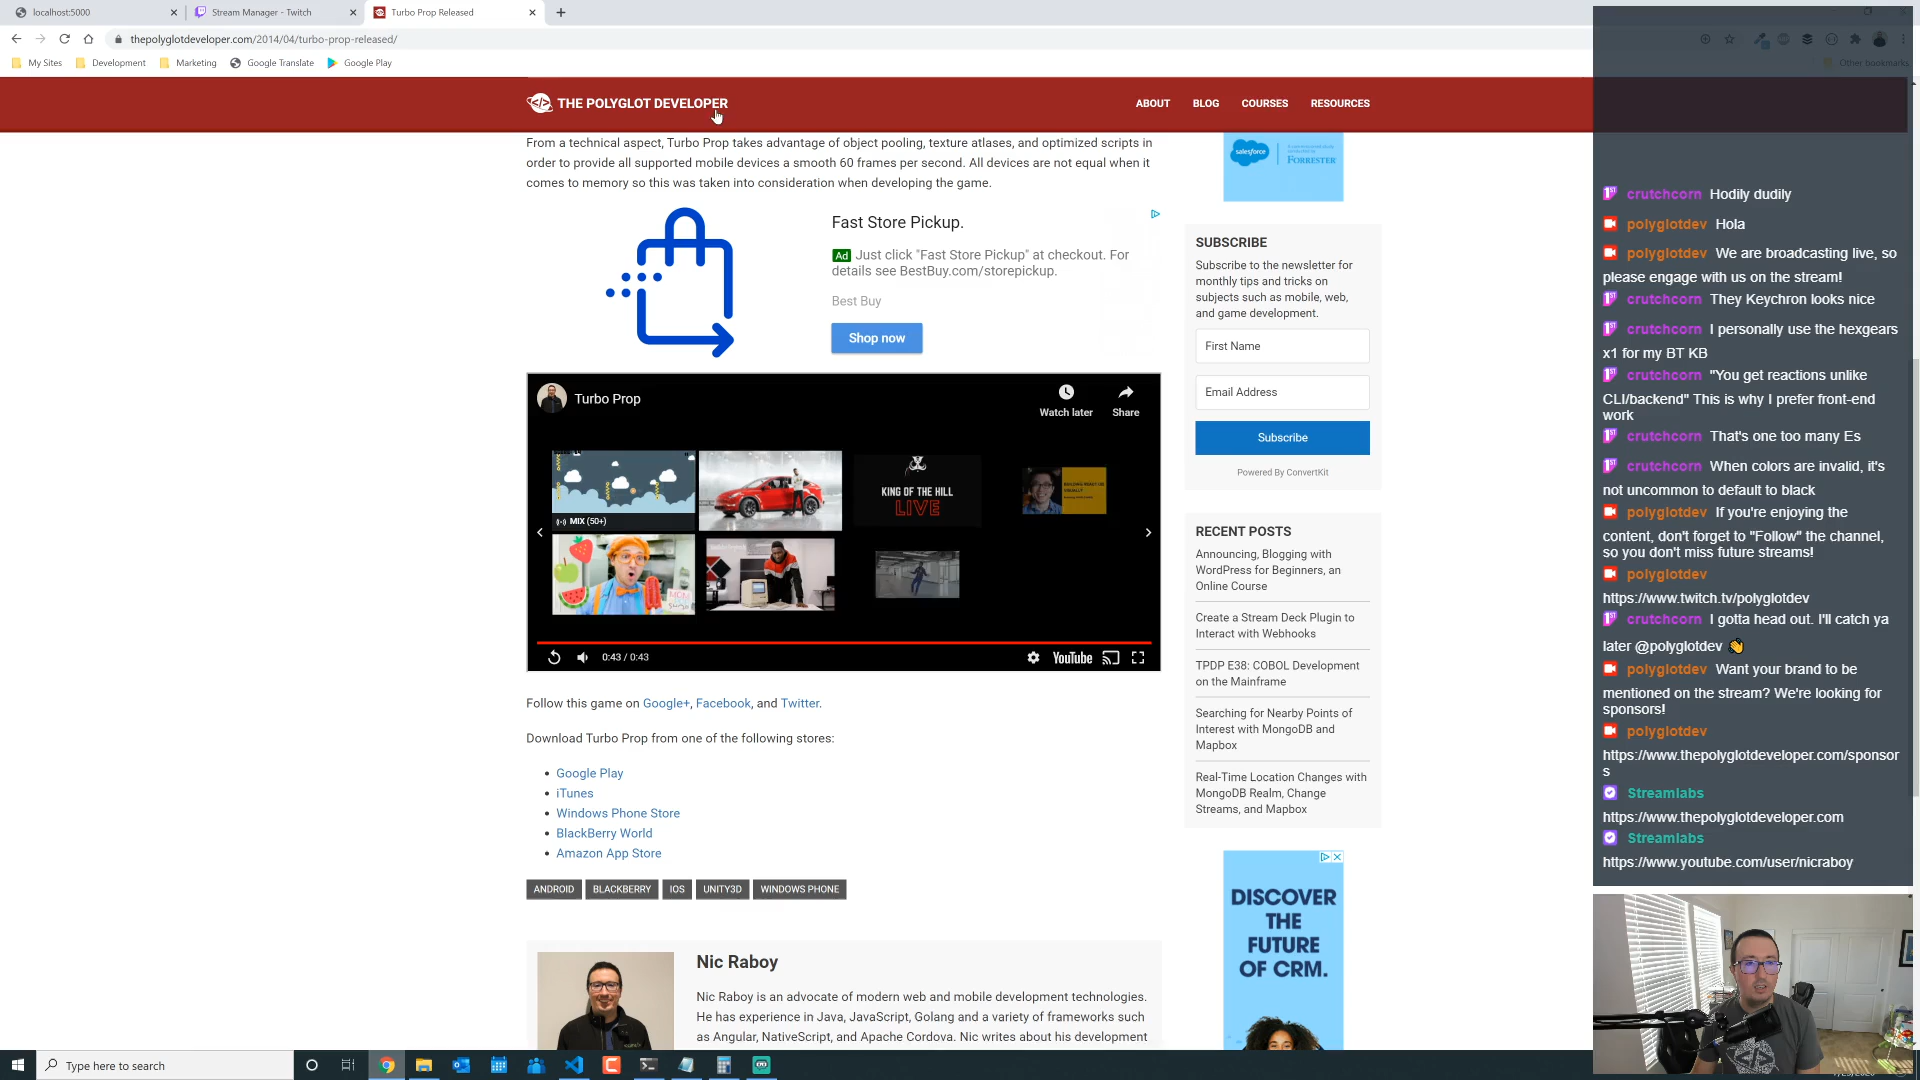 localhost:5000
Stream Manager - Twitch
Turbo Prop Released
thepolyglotdeveloper.com/2014/04/turbo-prop-released/
My Sites
Development
Marketing
Google Translate
Google Play
Other bookmarks
THE POLYGLOT DEVELOPER
ABOUT
BLOG
COURSES
RESOURCES
From a technical aspect, Turbo Prop takes advantage of object pooling, texture atlases, and optimized scripts in
order to provide all supported mobile devices a smooth 60 frames per second. All devices are not equal when it
comes to memory so this was taken into consideration when developing the game.
Fast Store Pickup.
Ad Just click "Fast Store Pickup" at checkout. For
details see BestBuy.com/storepickup.
Best Buy
Shop now
Turbo Prop
Watch later
Share
MIX (50+)
KING OF THE HILL
LIVE
0:43 / 0:43
YouTube
Follow this game on Google+, Facebook, and Twitter.
Download Turbo Prop from one of the following stores:
Google Play
iTunes
Windows Phone Store
BlackBerry World
Amazon App Store
ANDROID
BLACKBERRY
IOS
UNITY3D
WINDOWS PHONE
Nic Raboy
Nic Raboy is an advocate of modern web and mobile development technologies.
He has experience in Java, JavaScript, Golang and a variety of frameworks such
as Angular, NativeScript, and Apache Cordova. Nic writes about his development
salesforce
FORRESTER
SUBSCRIBE
Subscribe to the newsletter for
monthly tips and tricks on
subjects such as mobile, web,
and game development.
First Name
Email Address
Subscribe
Powered By ConvertKit
RECENT POSTS
Announcing, Blogging with
WordPress for Beginners, an
Online Course
Create a Stream Deck Plugin to
Interact with Webhooks
TPDP E38: COBOL Development
on the Mainframe
Searching for Nearby Points of
Interest with MongoDB and
Mapbox
Real-Time Location Changes with
MongoDB Realm, Change
Streams, and Mapbox
DISCOVER
THE
FUTURE
OF CRM.
crutchcorn Hodily dudily
polyglotdev Hola
polyglotdev We are broadcasting live, so
please engage with us on the stream!
crutchcorn They Keychron looks nice
crutchcorn I personally use the hexgears
x1 for my BT KB
crutchcorn "You get reactions unlike
CLI/backend" This is why I prefer front-end
work
crutchcorn That's one too many Es
crutchcorn When colors are invalid, it's
not uncommon to default to black
polyglotdev If you're enjoying the
content, don't forget to "Follow" the channel,
so you don't miss future streams!
polyglotdev
https://www.twitch.tv/polyglotdev
crutchcorn I gotta head out. I'll catch ya
later @polyglotdev 👋
polyglotdev Want your brand to be
mentioned on the stream? We're looking for
sponsors!
polyglotdev
https://www.thepolyglotdeveloper.com/sponsor
s
Streamlabs
https://www.thepolyglotdeveloper.com
Streamlabs
https://www.youtube.com/user/nicraboy
Type here to search